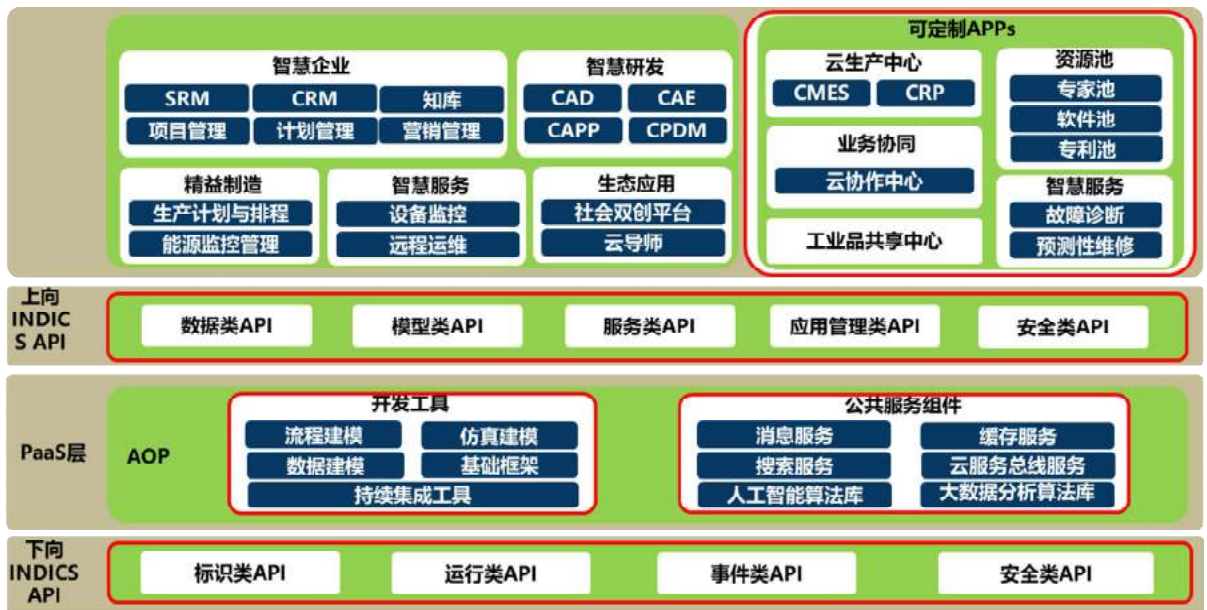 可定制APPs
智慧企业
SRM
CRM
知库
项目管理
计划管理
营销管理
智慧研发
CAD
CAE
CAPP
CPDM
精益制造
生产计划与排程
能源监控管理
智慧服务
设备监控
远程运维
生态应用
社会双创平台
云导师
云生产中心
CMES
CRP
业务协同
云协作中心
工业品共享中心
资源池
专家池
软件池
专利池
智慧服务
故障诊断
预测性维修
上向
INDIC
S API
数据类API
模型类API
服务类API
应用管理类API
安全类API
PaaS层
AOP
开发工具
流程建模
仿真建模
数据建模
基础框架
持续集成工具
公共服务组件
消息服务
缓存服务
搜索服务
云服务总线服务
人工智能算法库
大数据分析算法库
下向
INDICS
API
标识类API
运行类API
事件类API
安全类API